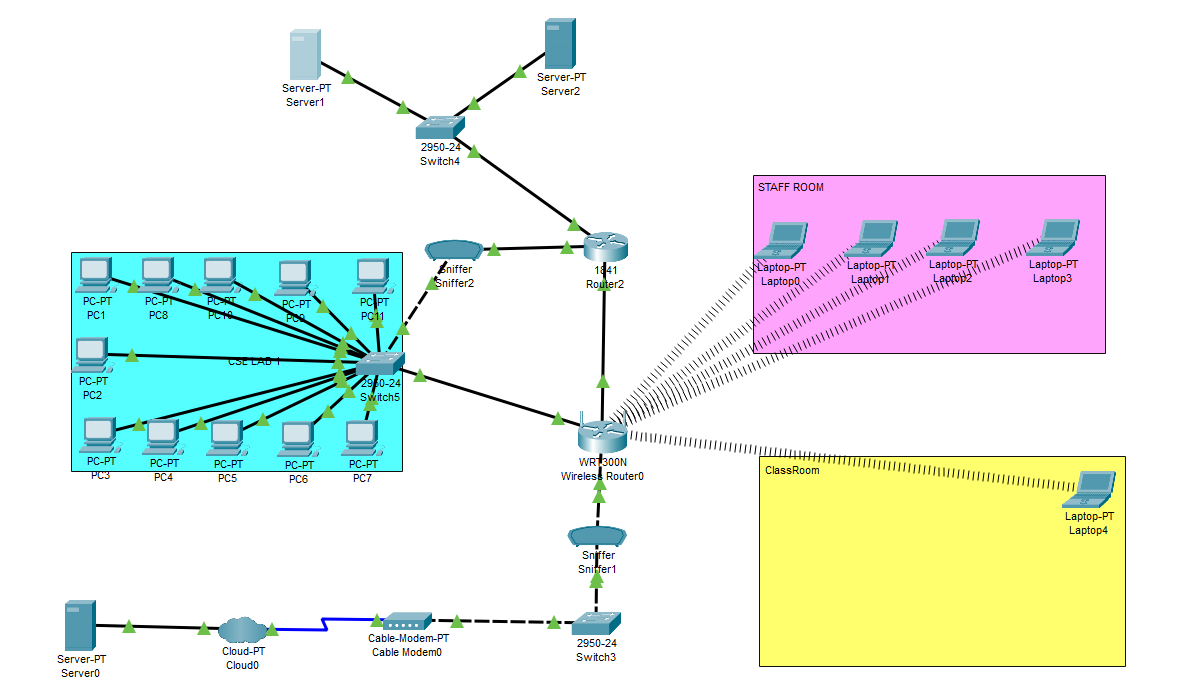 Server-PT
Server1
Server-PT
Server2
2950-24
Switch4
STAFF ROOM
Laptop-PT
Laptop0
Laptop-PT
Laptop1
Laptop-PT
Laptop2
Laptop-PT
Laptop3
Sniffer
Sniffer2
1841
Router2
PC-PT
PC1
PC-PT
PC8
PC-PT
PC10
PC-PT
PC9
PC-PT
PC11
CSE LAB 1
PC-PT
PC2
2950-24
Switch5
PC-PT
PC3
PC-PT
PC4
PC-PT
PC5
PC-PT
PC6
PC-PT
PC7
WRT300N
Wireless Router0
ClassRoom
Laptop-PT
Laptop4
Sniffer
Sniffer1
Server-PT
Server0
Cloud-PT
Cloud0
Cable-Modem-PT
Cable Modem0
2950-24
Switch3